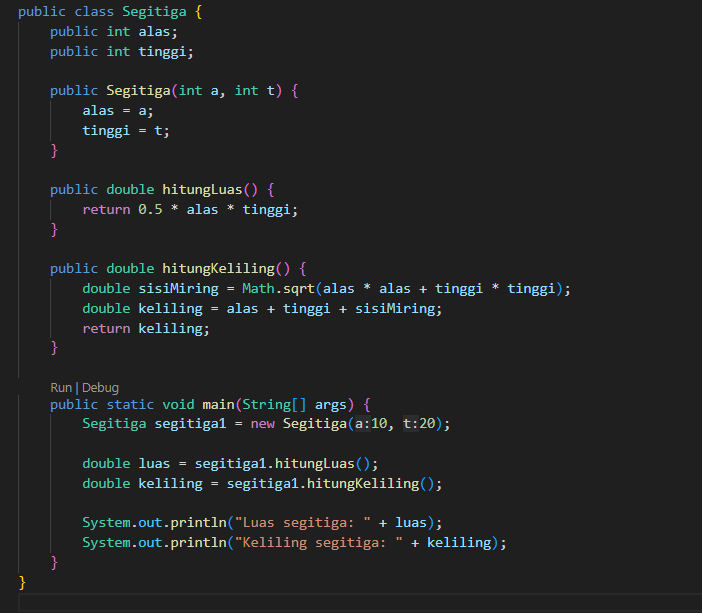 public class Segitiga {
public int alas;
public int tinggi;
public Segitiga(int a, int t) {
alas = a;
tinggi = t;
}
public double hitungLuas() {
return 0.5 * alas * tinggi;
}
public double hitungKeliling() {
double sisiMiring = Math.sqrt(alas * alas + tinggi * tinggi);
double keliling = alas + tinggi + sisiMiring;
return keliling;
}
Run | Debug
public static void main(String[] args) {
Segitiga segitiga1 = new Segitiga(a:10, t:20);
double luas = segitiga1.hitungLuas();
double keliling = segitiga1.hitungKeliling();
System.out.println("Luas segitiga: " + luas);
System.out.println("Keliling segitiga: " + keliling);
}
}